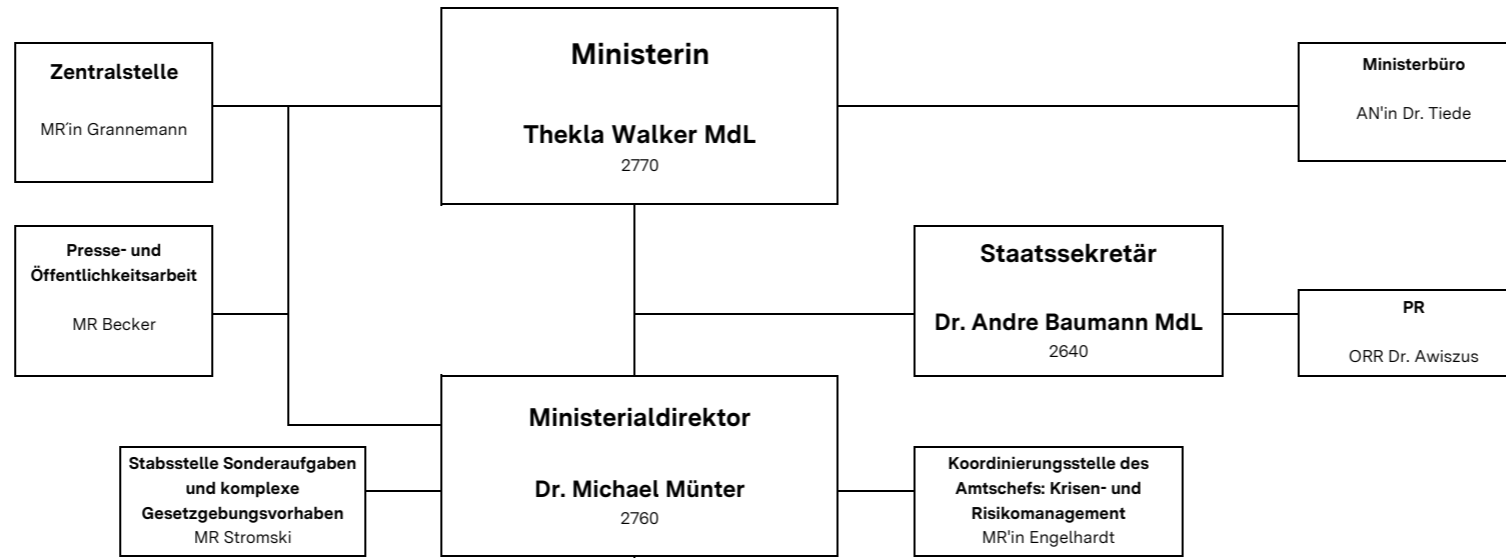 Ministerin
Thekla Walker MdL
2770
Zentralstelle
MR´in Grannemann
Ministerbüro
AN'in Dr. Tiede
Presse- und
Öffentlichkeitsarbeit
MR Becker
Staatssekretär
Dr. Andre Baumann MdL
2640
PR
ORR Dr. Awiszus
Ministerialdirektor
Dr. Michael Münter
2760
Stabsstelle Sonderaufgaben
und komplexe
Gesetzgebungsvorhaben
MR Stromski
Koordinierungsstelle des
Amtschefs: Krisen- und
Risikomanagement
MR'in Engelhardt